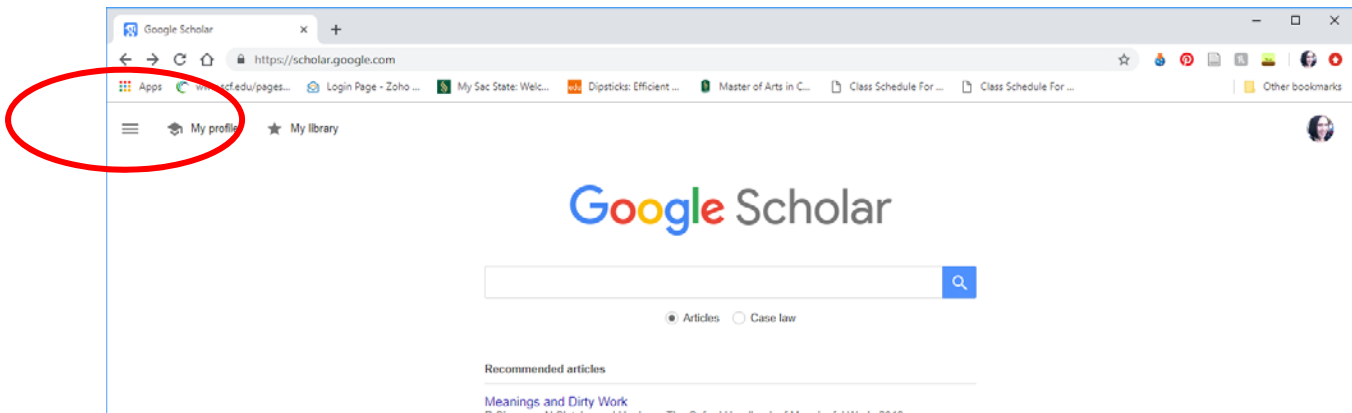 Google Scholar
https://scholar.google.com
Apps
Login Page - Zoho ...
My Sac State: Welc...
edu
Dipsticks: Efficient ...
Master of Arts in C...
Class Schedule For ...
Class Schedule For ...
Other bookmarks
My profile
My library
Google Scholar
Articles
Case law
Recommended articles
Meanings and Dirty Work